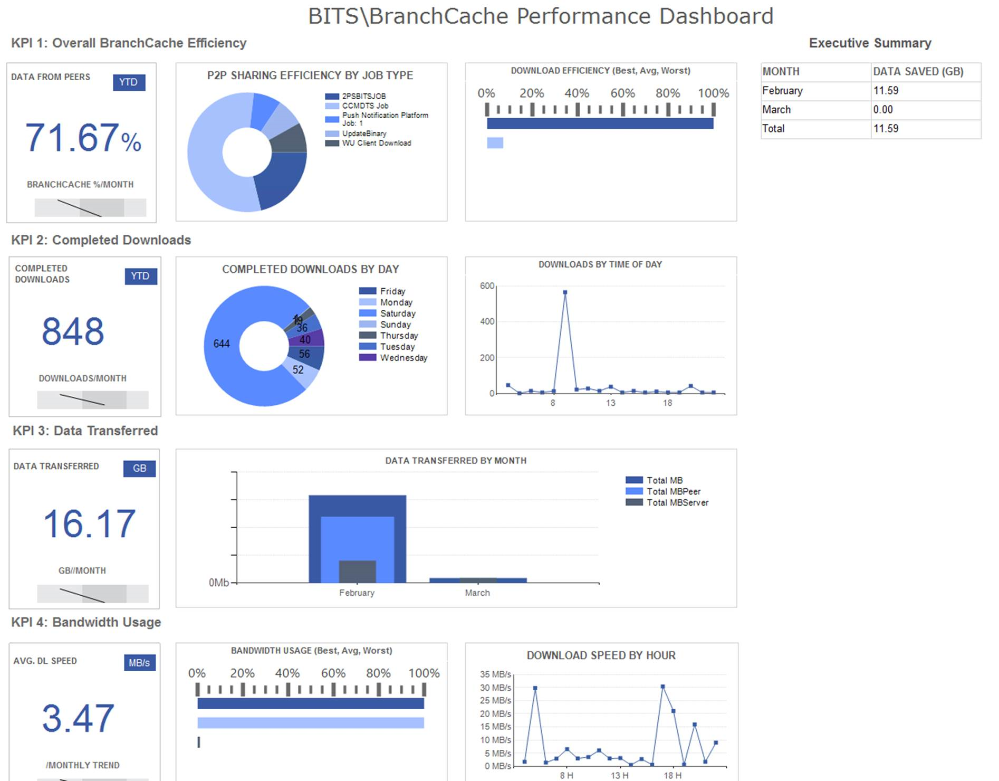 BITS\BranchCache Performance Dashboard
KPI 1: Overall BranchCache Efficiency
Executive Summary
DATA FROM PEERS
YTD
71.67%
BRANCHCACHE %/MONTH
P2P SHARING EFFICIENCY BY JOB TYPE
2PSBITSJOB
CCMDTS Job
Push Notification Platform
Job: 1
UpdateBinary
WU Client Download
DOWNLOAD EFFICIENCY (Best, Avg, Worst)
0% 20% 40% 60% 80% 100%
MONTH DATA SAVED (GB)
February 11.59
March 0.00
Total 11.59
KPI 2: Completed Downloads
COMPLETED
DOWNLOADS
YTD
848
DOWNLOADS/MONTH
COMPLETED DOWNLOADS BY DAY
644
19
36
40
56
52
Friday
Monday
Saturday
Sunday
Thursday
Tuesday
Wednesday
DOWNLOADS BY TIME OF DAY
600
400
200
0
8 13 18
KPI 3: Data Transferred
DATA TRANSFERRED
GB
16.17
GB//MONTH
DATA TRANSFERRED BY MONTH
0Mb
February March
Total MB
Total MBPeer
Total MBServer
KPI 4: Bandwidth Usage
AVG. DL SPEED
MB/s
3.47
/MONTHLY TREND
BANDWIDTH USAGE (Best, Avg, Worst)
0% 20% 40% 60% 80% 100%
DOWNLOAD SPEED BY HOUR
35 MB/s
30 MB/s
25 MB/s
20 MB/s
15 MB/s
10 MB/s
5 MB/s
0 MB/s
8 H 13 H 18 H